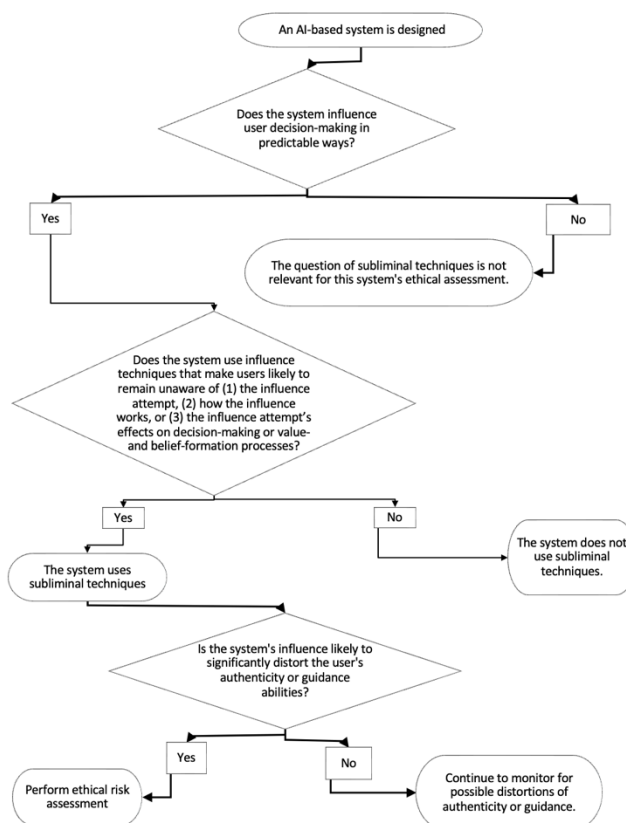 An AI-based system is designed
Does the system influence
user decision-making in
predictable ways?
Yes
No
The question of subliminal techniques is not
relevant for this system's ethical assessment.
Does the system use influence
techniques that make users likely to
remain unaware of (1) the influence
attempt, (2) how the influence
works, or (3) the influence attempt's
effects on decision-making or value-
and belief-formation processes?
Yes
No
The system does not
use subliminal
techniques.
The system uses
subliminal techniques
Is the system's influence likely to
significantly distort the user's
authenticity or guidance
abilities?
Yes
No
Perform ethical risk
assessment
Continue to monitor for
possible distortions of
authenticity or guidance.